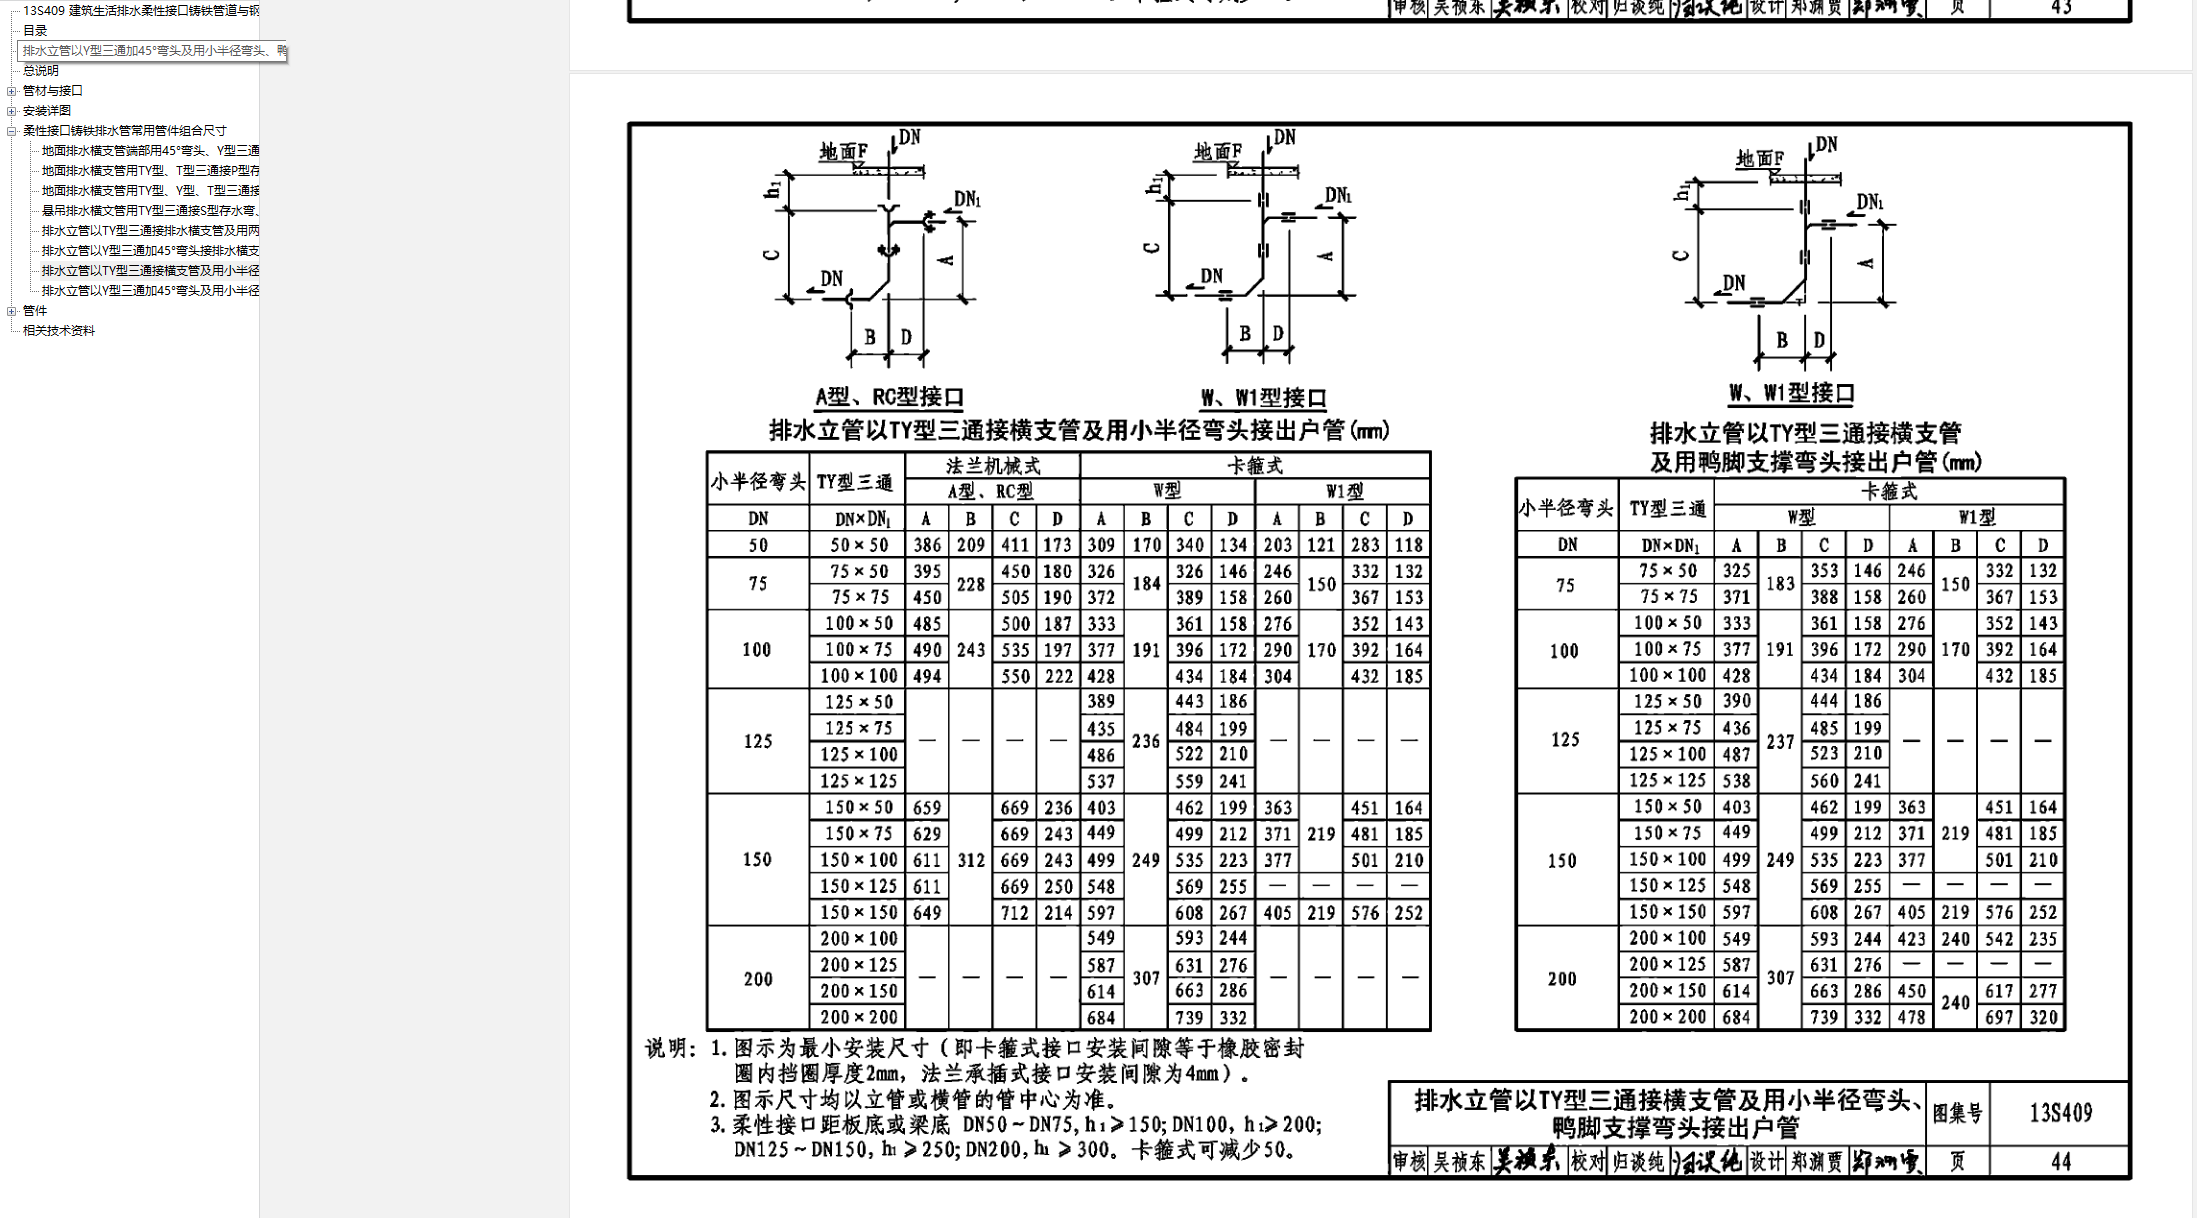 13S409 建筑生活排水柔性接口铸铁管道与钢
目录
排水立管以Y型三通加45°弯头及用小半径弯头、鸭
总说明
管材与接口
安装详图
柔性接口铸铁排水管常用管件组合尺寸
地面排水横支管端部用45°弯头、Y型三通
地面排水横支管用TY型、T型三通接P型存
地面排水横支管用TY型、Y型、T型三通接
悬吊排水横文管用TY型三通接S型存水弯、
排水立管以TY型三通接排水横支管及用两
排水立管以Y型三通加45°弯头接排水横支
排水立管以TY型三通接横支管及用小半径
排水立管以Y型三通加45°弯头及用小半径
管件
相关技术资料
审核 吴祯东 校对 归谈纯 设计 郑渊贾 页 43
地面F DN h₁ DN₁ C A DN B D
A型、RC型接口
地面F DN h₁ DN₁ C A DN B D
W、W1型接口
地面F DN h₁ DN₁ C A DN B D
W、W1型接口
排水立管以TY型三通接横支管及用小半径弯头接出户管(mm)
小半径弯头 TY型三通 法兰机械式 卡箍式
A型、RC型 W型 W1型
DN DN×DN₁ A B C D A B C D A B C D
50 50×50 386 209 411 173 309 170 340 134 203 121 283 118
75 75×50 395 228 450 180 326 184 326 146 246 150 332 132
75×75 450 505 190 372 389 158 260 367 153
100 100×50 485 243 500 187 333 191 361 158 276 170 352 143
100×75 490 535 197 377 396 172 290 392 164
100×100 494 550 222 428 434 184 304 432 185
125 125×50 — — — — 389 236 443 186 — — — —
125×75 435 484 199
125×100 486 522 210
125×125 537 559 241
150 150×50 659 312 669 236 403 249 462 199 363 219 451 164
150×75 629 669 243 449 499 212 371 481 185
150×100 611 669 243 499 535 223 377 501 210
150×125 611 669 250 548 569 255 — — — —
150×150 649 712 214 597 608 267 405 219 576 252
200 200×100 — — — — 549 307 593 244 — — — —
200×125 587 631 276
200×150 614 663 286
200×200 684 739 332
排水立管以TY型三通接横支管
及用鸭脚支撑弯头接出户管(mm)
小半径弯头 TY型三通 卡箍式
W型 W1型
DN DN×DN₁ A B C D A B C D
75 75×50 325 183 353 146 246 150 332 132
75×75 371 388 158 260 367 153
100 100×50 333 191 361 158 276 170 352 143
100×75 377 396 172 290 392 164
100×100 428 434 184 304 432 185
125 125×50 390 237 444 186 — — — —
125×75 436 485 199
125×100 487 523 210
125×125 538 560 241
150 150×50 403 249 462 199 363 219 451 164
150×75 449 499 212 371 481 185
150×100 499 535 223 377 501 210
150×125 548 569 255 — — — —
150×150 597 608 267 405 219 576 252
200 200×100 549 307 593 244 423 240 542 235
200×125 587 631 276 — — — —
200×150 614 663 286 450 240 617 277
200×200 684 739 332 478 697 320
说明：1.图示为最小安装尺寸（即卡箍式接口安装间隙等于橡胶密封
圈内挡圈厚度2mm，法兰承插式接口安装间隙为4mm）。
2.图示尺寸均以立管或横管的管中心为准。
3.柔性接口距板底或梁底 DN50～DN75, h₁≥150; DN100, h₁≥200;
DN125～DN150, h₁≥250; DN200, h₁≥300。卡箍式可减少50。
排水立管以TY型三通接横支管及用小半径弯头、
鸭脚支撑弯头接出户管
图集号 13S409
审核 吴祯东 校对 归谈纯 设计 郑渊贾 页 44